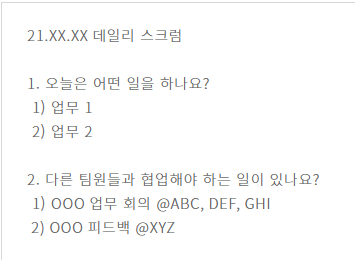 21.XX.XX 데일리 스크럼
1. 오늘은 어떤 일을 하나요?
1) 업무 1
2) 업무 2
2. 다른 팀원들과 협업해야 하는 일이 있나요?
1) OOO 업무 회의 @ABC, DEF, GHI
2) OOO 피드백 @XYZ